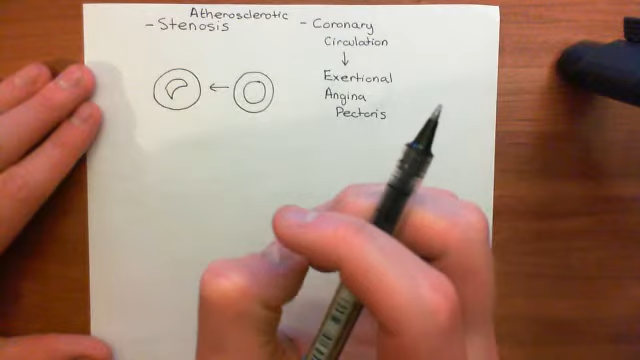 Atherosclerotic
- Stenosis
- Coronary
Circulation
↓
Exertional
Angina
Pectoris